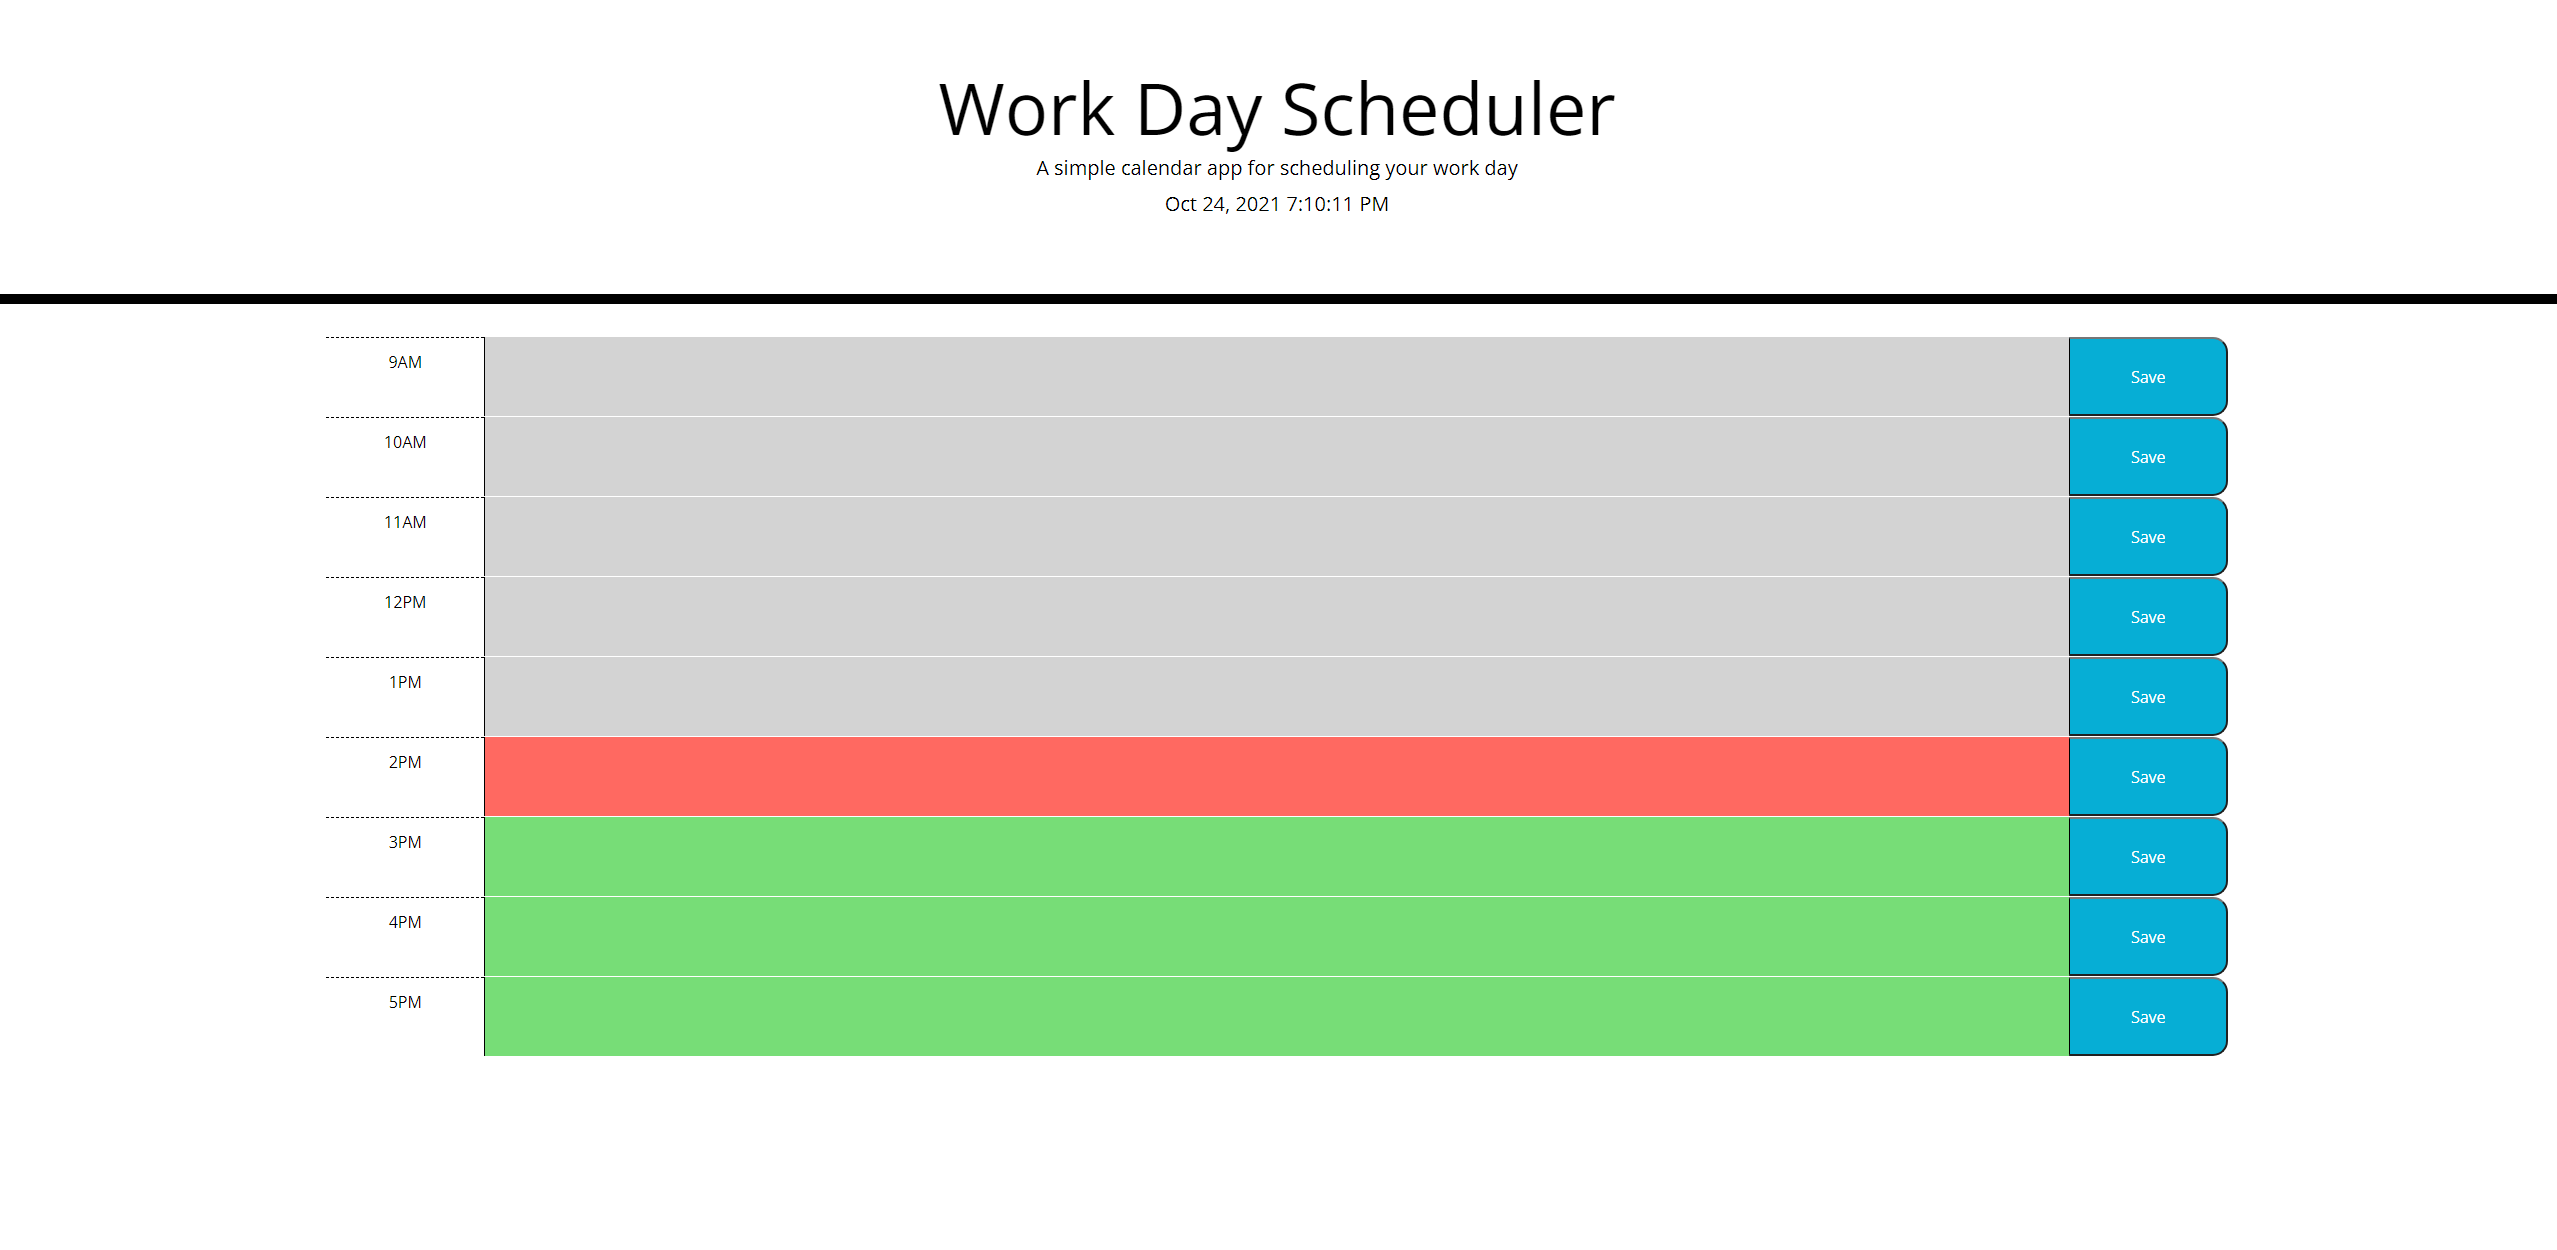 Work Day Scheduler
A simple calendar app for scheduling your work day
Oct 24, 2021 7:10:11 PM
9AM Save
10AM Save
11AM Save
12PM Save
1PM Save
2PM Save
3PM Save
4PM Save
5PM Save